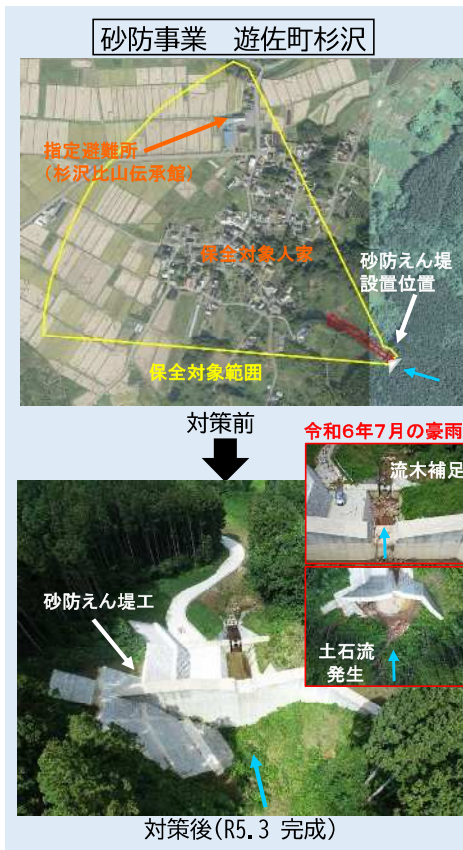 砂防事業　遊佐町杉沢
指定避難所
(杉沢比山伝承館)
保全対象人家
砂防えん堤
設置位置
保全対象範囲
対策前
令和6年7月の豪雨
流木補足
砂防えん堤工
土石流
発生
対策後(R5.3 完成)